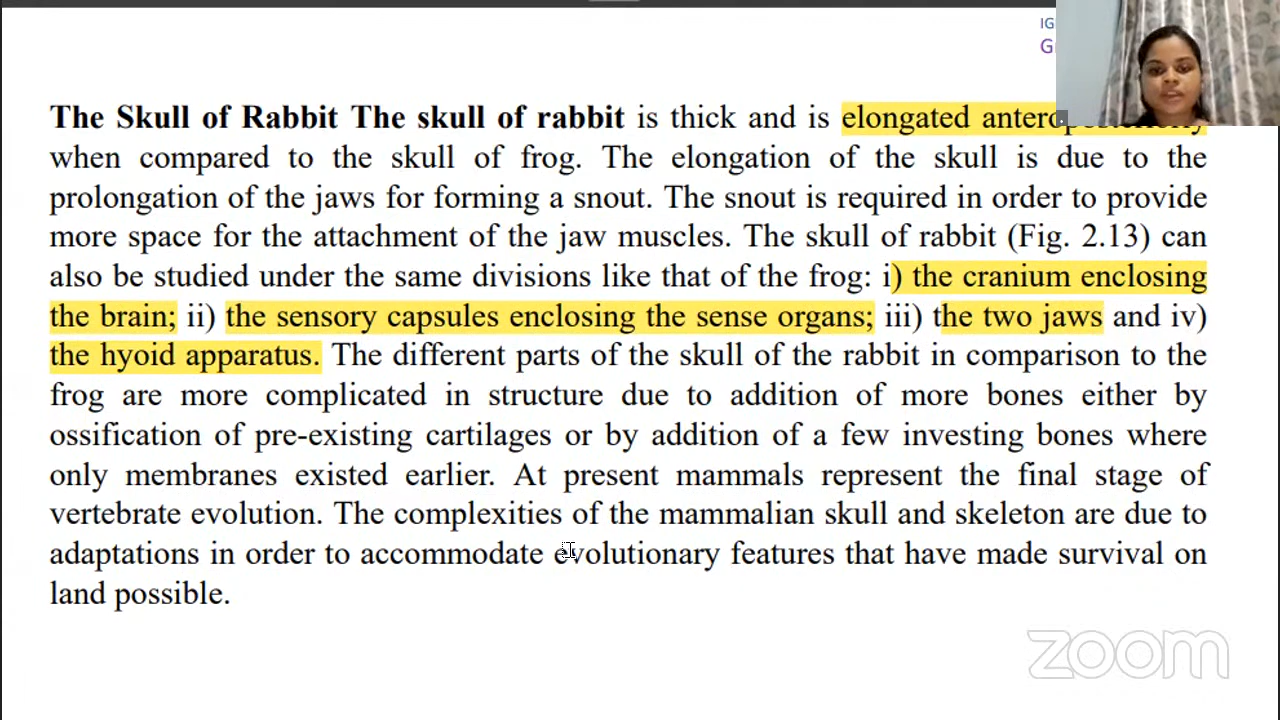 IG
G
The Skull of Rabbit The skull of rabbit is thick and is elongated anteroposteriorly
when compared to the skull of frog. The elongation of the skull is due to the
prolongation of the jaws for forming a snout. The snout is required in order to provide
more space for the attachment of the jaw muscles. The skull of rabbit (Fig. 2.13) can
also be studied under the same divisions like that of the frog: i) the cranium enclosing
the brain; ii) the sensory capsules enclosing the sense organs; iii) the two jaws and iv)
the hyoid apparatus. The different parts of the skull of the rabbit in comparison to the
frog are more complicated in structure due to addition of more bones either by
ossification of pre-existing cartilages or by addition of a few investing bones where
only membranes existed earlier. At present mammals represent the final stage of
vertebrate evolution. The complexities of the mammalian skull and skeleton are due to
adaptations in order to accommodate evolutionary features that have made survival on
land possible.
zoom